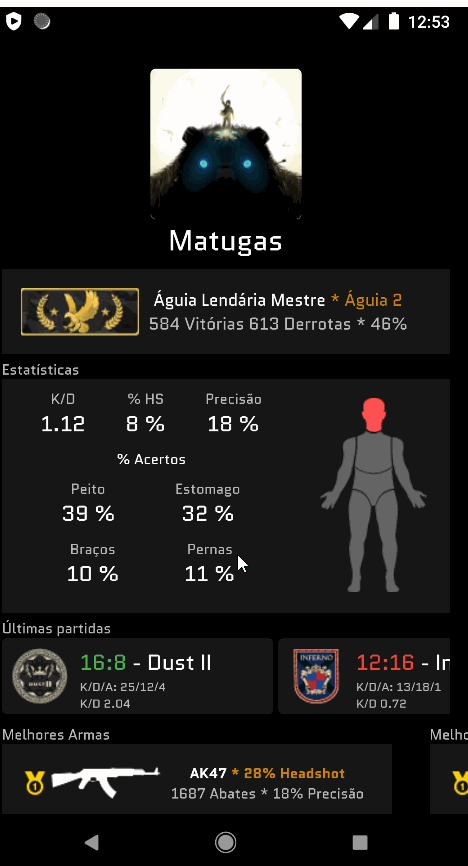 12:53
Matugas
Águia Lendária Mestre * Águia 2
584 Vitórias 613 Derrotas * 46%
Estatísticas
K/D % HS Precisão
1.12 8 % 18 %
% Acertos
Peito Estomago
39 % 32 %
Braços Pernas
10 % 11 %
Últimas partidas
16:8 - Dust II
K/D/A: 25/12/4
K/D 2.04
INFERNO
12:16 - In
K/D/A: 13/18/1
K/D 0.72
Melhores Armas
Melho
1
AK47 * 28% Headshot
1687 Abates * 18% Precisão